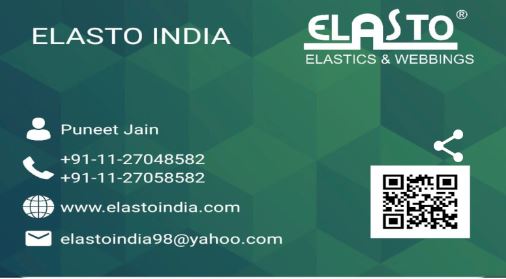 ELASTO INDIA
ELASTO®
ELASTICS & WEBBINGS
Puneet Jain
+91-11-27048582
+91-11-27058582
www.elastoindia.com
elastoindia98@yahoo.com